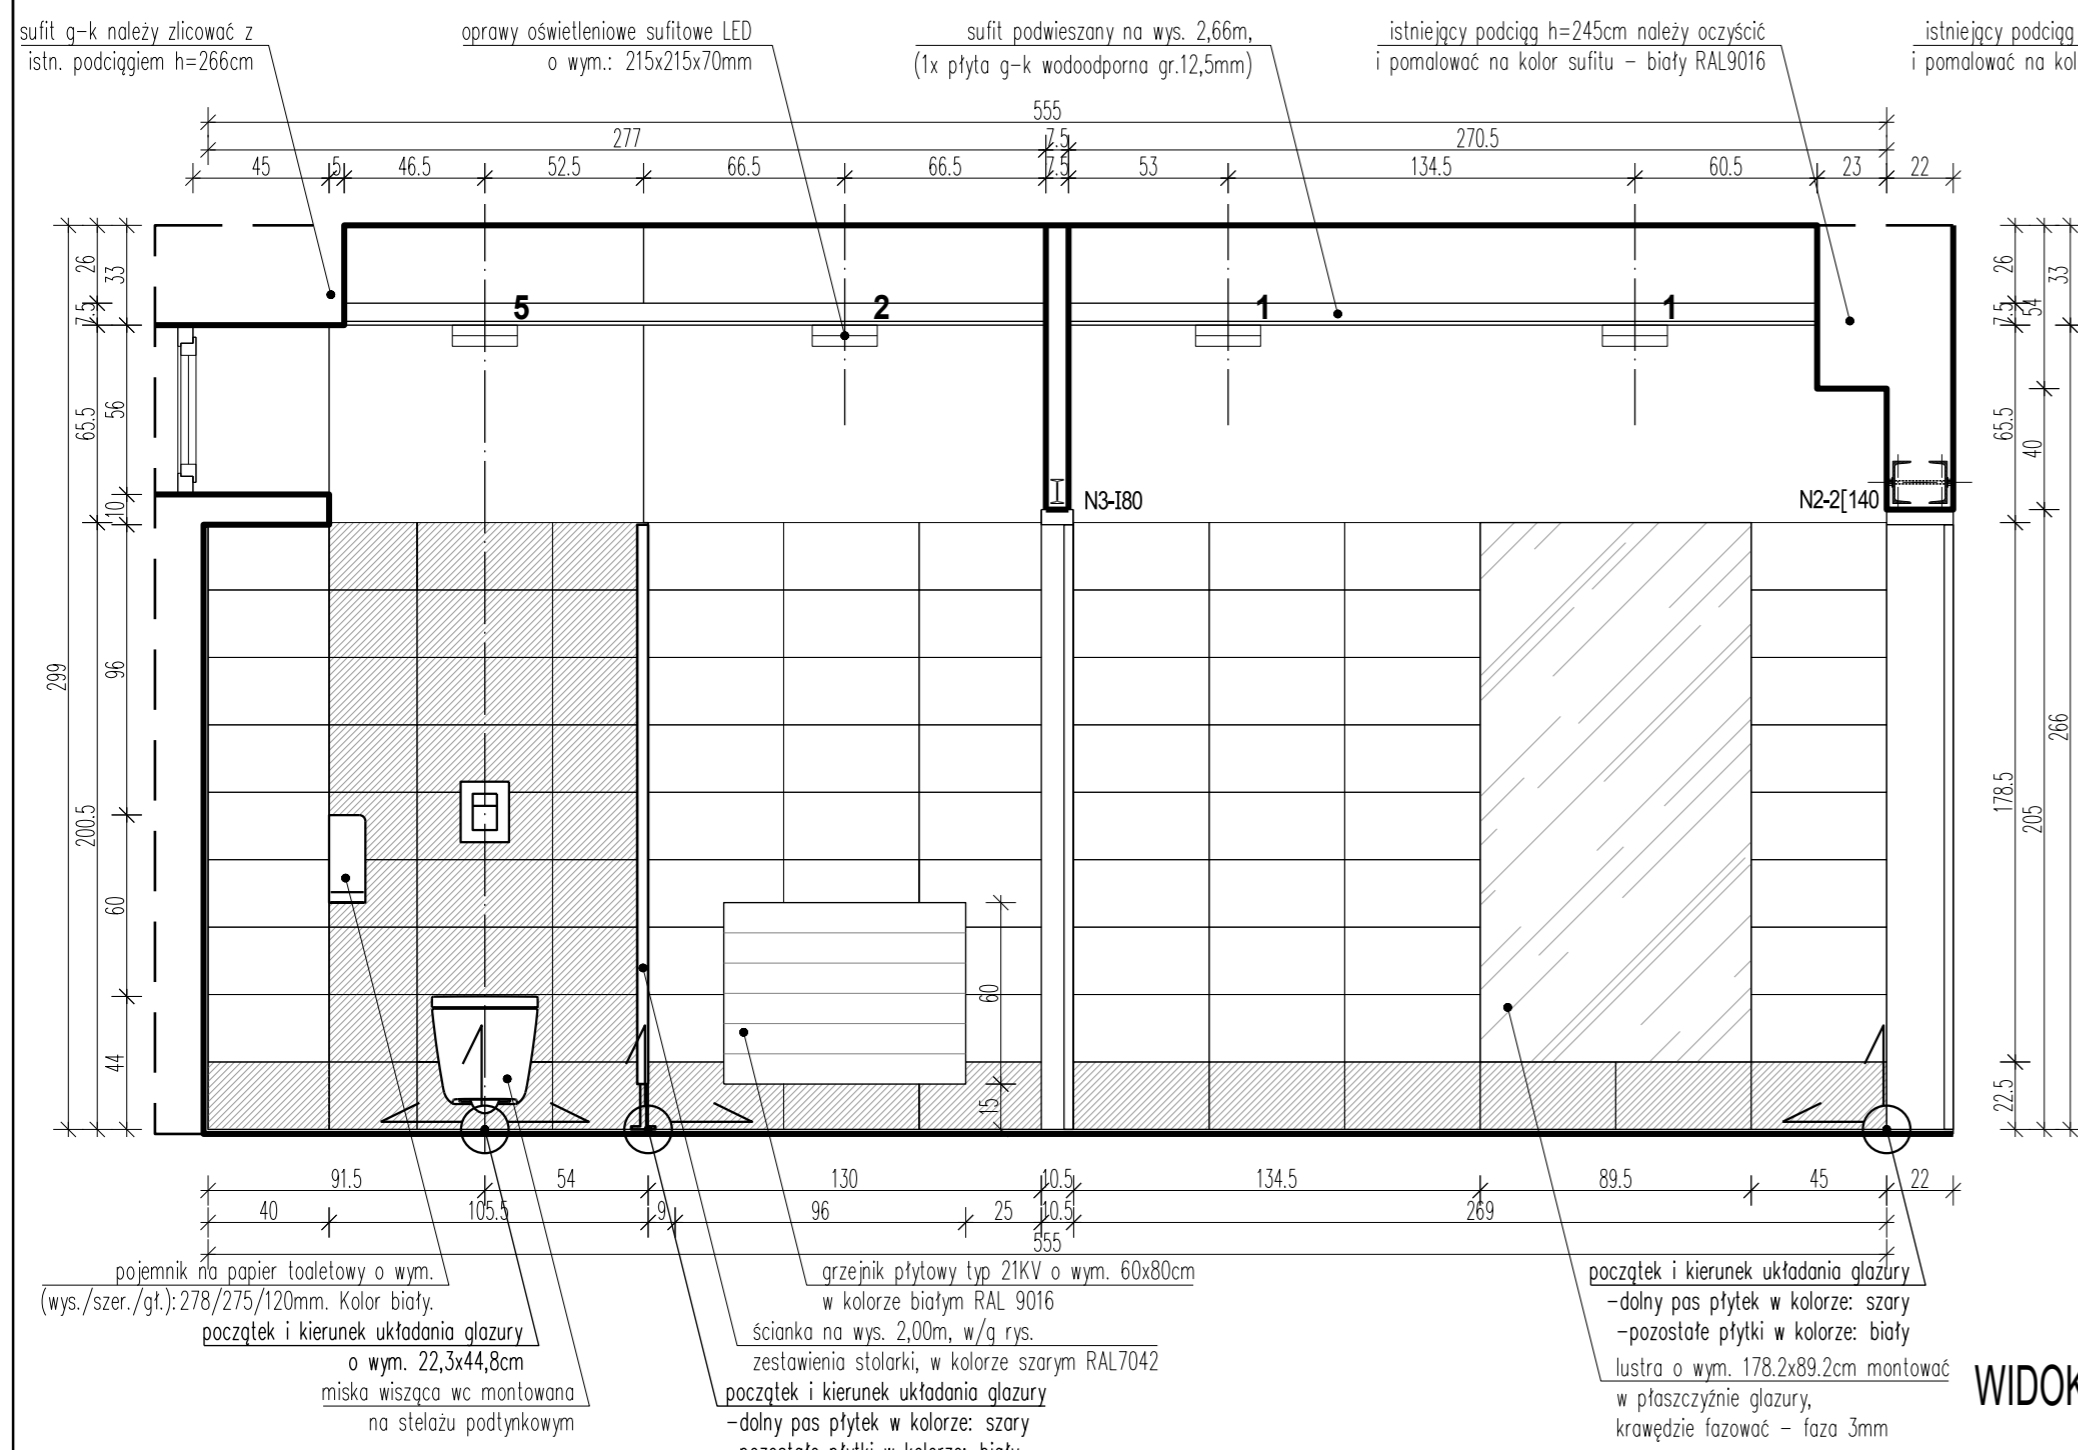 sufit g-k należy zlicować z
istn. podciągiem h=266cm
oprawy oświetleniowe sufitowe LED
o wym.: 215x215x70mm
sufit podwieszany na wys. 2,66m,
(1x płyta g-k wodoodporna gr.12,5mm)
istniejący podciąg h=245cm należy oczyścić
i pomalować na kolor sufitu - biały RAL9016
istniejący podciąg
i pomalować na kol
555
277 7.5 270.5
45 5 46.5 52.5 66.5 66.5 7.5 53 134.5 60.5 23 22
299
26 7.5 65.5 200.5
33 56 10 96 60 44
5 2 1 1
N3-I80
N2-2[140
60
15
26 7.5 65.5 178.5 22.5
54 40 205
33 266
91.5 54 130 10.5 134.5 89.5 45 22
40 105.5 9 96 25 10.5 269
555
pojemnik na papier toaletowy o wym.
(wys./szer./gł.):278/275/120mm. Kolor biały.
początek i kierunek układania glazury
o wym. 22,3x44,8cm
miska wisząca wc montowana
na stelażu podtynkowym
grzejnik płytowy typ 21KV o wym. 60x80cm
w kolorze białym RAL 9016
ścianka na wys. 2,00m, w/g rys.
zestawienia stolarki, w kolorze szarym RAL7042
początek i kierunek układania glazury
-dolny pas płytek w kolorze: szary
-pozostałe płytki w kolorze: biały
początek i kierunek układania glazury
-dolny pas płytek w kolorze: szary
-pozostałe płytki w kolorze: biały
lustra o wym. 178.2x89.2cm montować
w płaszczyźnie glazury,
krawędzie fazować - faza 3mm
WIDOK